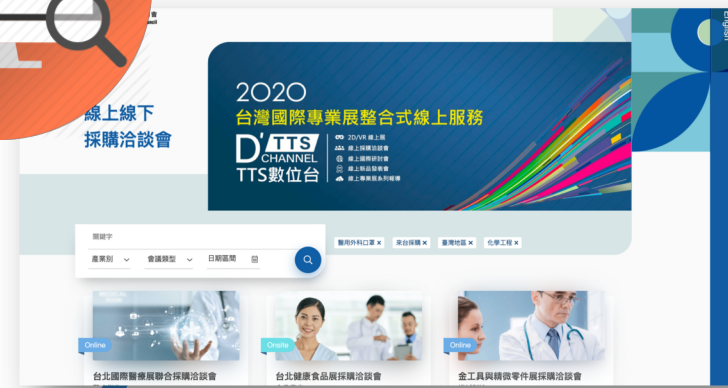 會
English
線上線下
採購洽談會
2020
台灣國際專業展整合式線上服務
D' TTS
CHANNEL
TTS數位台
2D/VR 線上展
線上採購洽談會
線上國際研討會
線上新品發表會
線上專業展系列報導
關鍵字
產業別
會議類型
日期區間
醫用外科口罩 ×
來台採購 ×
臺灣地區 ×
化學工程 ×
Online
台北國際醫療展聯合採購洽談會
Onsite
台北健康食品展採購洽談會
Online
金工具與精微零件展採購洽談會